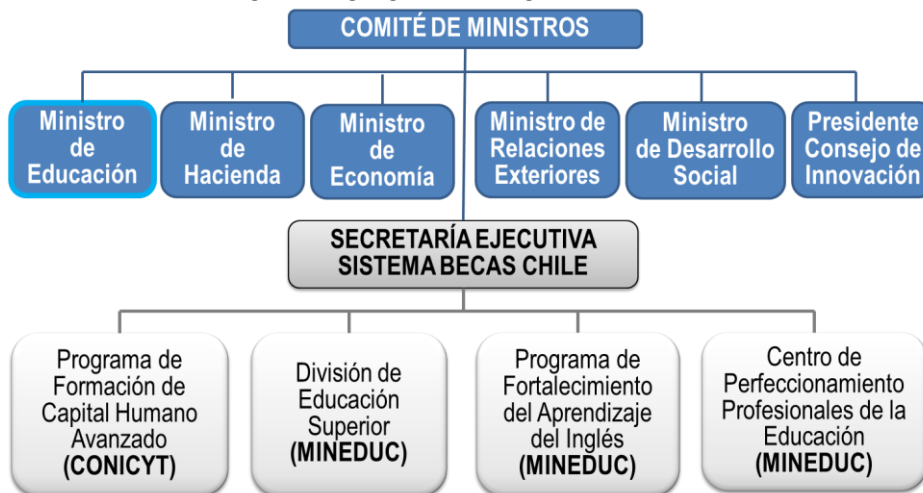 COMITÉ DE MINISTROS
Ministro
de
Educación
Ministro
de
Hacienda
Ministro
de
Economía
Ministro de
Relaciones
Exteriores
Ministro
de Desarrollo
Social
Presidente
Consejo de
Innovación
SECRETARÍA EJECUTIVA
SISTEMA BECAS CHILE
Programa de
Formación de
Capital Humano
Avanzado
(CONICYT)
División de
Educación
Superior
(MINEDUC)
Programa de
Fortalecimiento
del Aprendizaje
del Inglés
(MINEDUC)
Centro de
Perfeccionamiento
Profesionales de la
Educación
(MINEDUC)